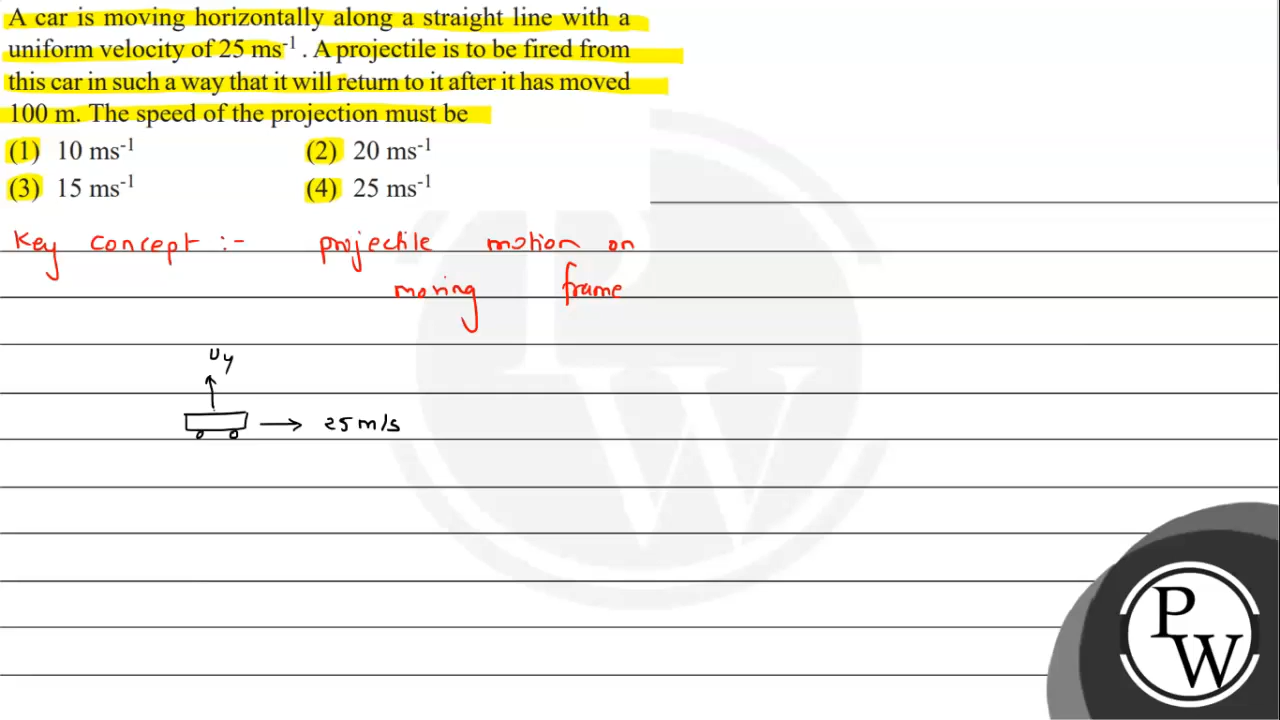 A car is moving horizontally along a straight line with a
uniform velocity of 25 ms⁻¹ . A projectile is to be fired from
this car in such a way that it will return to it after it has moved
100 m. The speed of the projection must be
(1) 10 ms⁻¹ (2) 20 ms⁻¹
(3) 15 ms⁻¹ (4) 25 ms⁻¹
Key concept :- projectile motion on
moving frame
uy
25 m/s
P
W